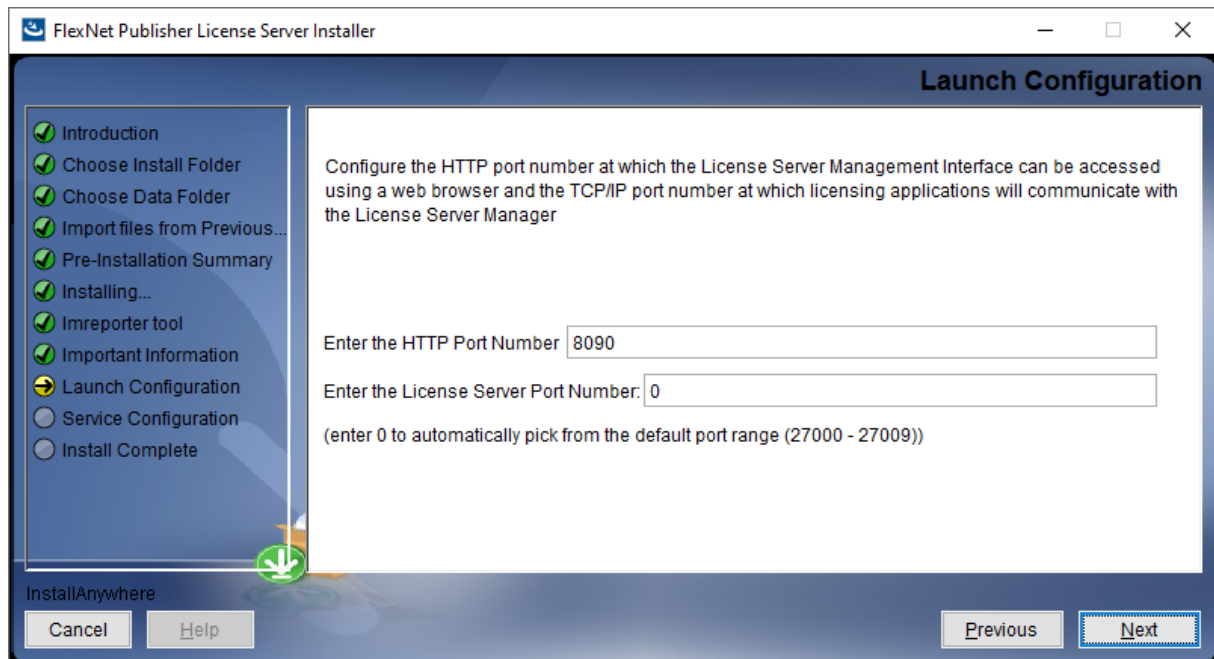 FlexNet Publisher License Server Installer
Launch Configuration
Introduction
Choose Install Folder
Choose Data Folder
Import files from Previous...
Pre-Installation Summary
Installing...
lmreporter tool
Important Information
Launch Configuration
Service Configuration
Install Complete
Configure the HTTP port number at which the License Server Management Interface can be accessed
using a web browser and the TCP/IP port number at which licensing applications will communicate with
the License Server Manager
Enter the HTTP Port Number 8090
Enter the License Server Port Number: 0
(enter 0 to automatically pick from the default port range (27000 - 27009))
InstallAnywhere
Cancel Help Previous Next